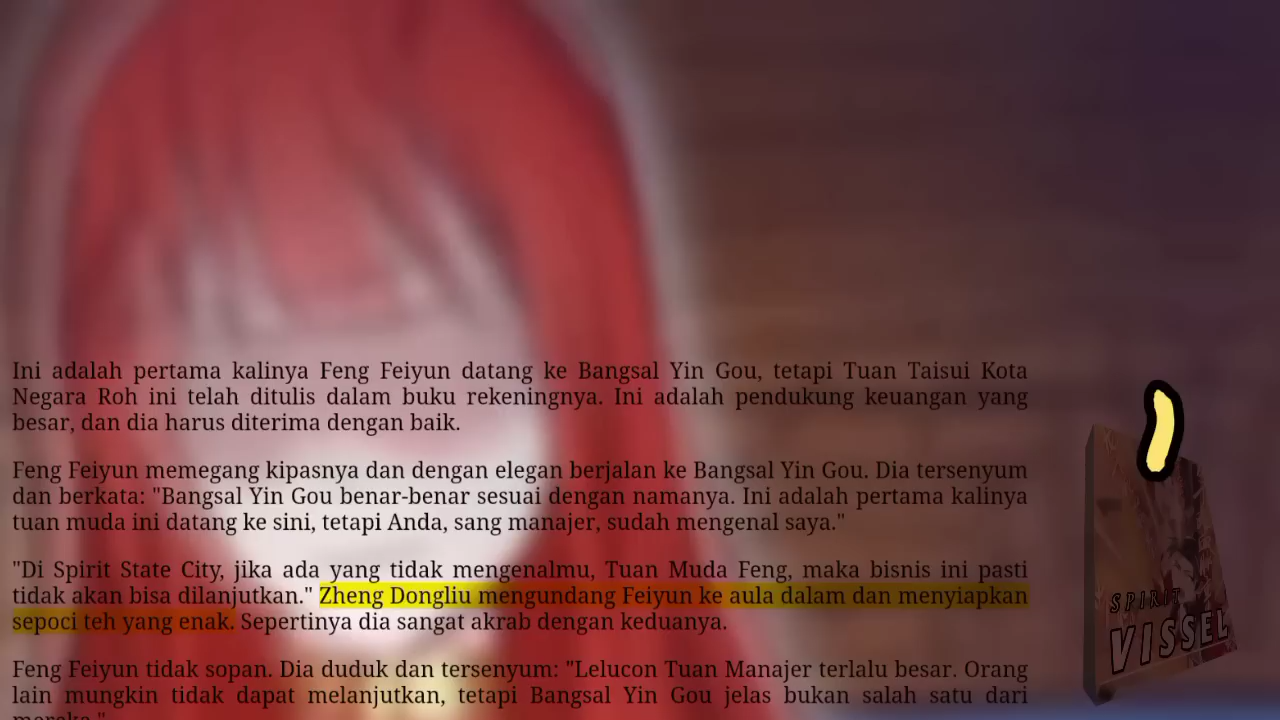 Ini adalah pertama kalinya Feng Feiyun datang ke Bangsal Yin Gou, tetapi Tuan Taisui Kota
Negara Roh ini telah ditulis dalam buku rekeningnya. Ini adalah pendukung keuangan yang
besar, dan dia harus diterima dengan baik.
Feng Feiyun memegang kipasnya dan dengan elegan berjalan ke Bangsal Yin Gou. Dia tersenyum
dan berkata: "Bangsal Yin Gou benar-benar sesuai dengan namanya. Ini adalah pertama kalinya
tuan muda ini datang ke sini, tetapi Anda, sang manajer, sudah mengenal saya."
"Di Spirit State City, jika ada yang tidak mengenalmu, Tuan Muda Feng, maka bisnis ini pasti
tidak akan bisa dilanjutkan." Zheng Dongliu mengundang Feiyun ke aula dalam dan menyiapkan
sepoci teh yang enak. Sepertinya dia sangat akrab dengan keduanya.
Feng Feiyun tidak sopan. Dia duduk dan tersenyum: "Lelucon Tuan Manajer terlalu besar. Orang
lain mungkin tidak dapat melanjutkan, tetapi Bangsal Yin Gou jelas bukan salah satu dari
mereka."
SPIRIT
VISSEL